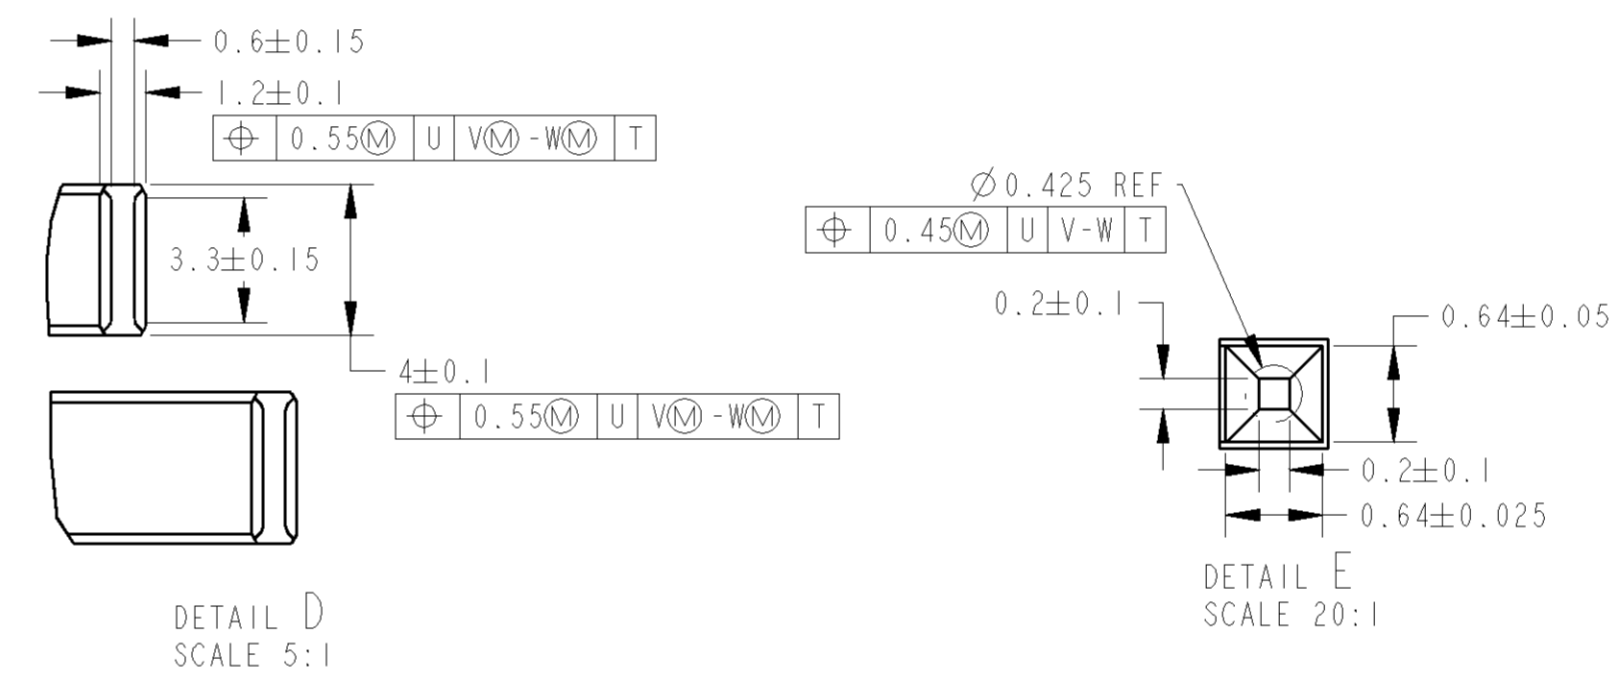 0.6±0.15
1.2±0.1
⌖ 0.55Ⓜ U VⓂ-WⓂ T
3.3±0.15
4±0.1
⌖ 0.55Ⓜ U VⓂ-WⓂ T
DETAIL D
SCALE 5:1
Ø0.425 REF
⌖ 0.45Ⓜ U V-W T
0.2±0.1
0.64±0.05
0.2±0.1
0.64±0.025
DETAIL E
SCALE 20:1